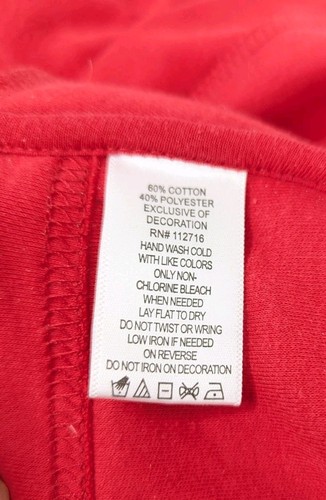 60% COTTON
40% POLYESTER
EXCLUSIVE OF
DECORATION
RN# 112716
HAND WASH COLD
WITH LIKE COLORS
ONLY NON-
CHLORINE BLEACH
WHEN NEEDED
LAY FLAT TO DRY
DO NOT TWIST OR WRING
LOW IRON IF NEEDED
ON REVERSE
DO NOT IRON ON DECORATION